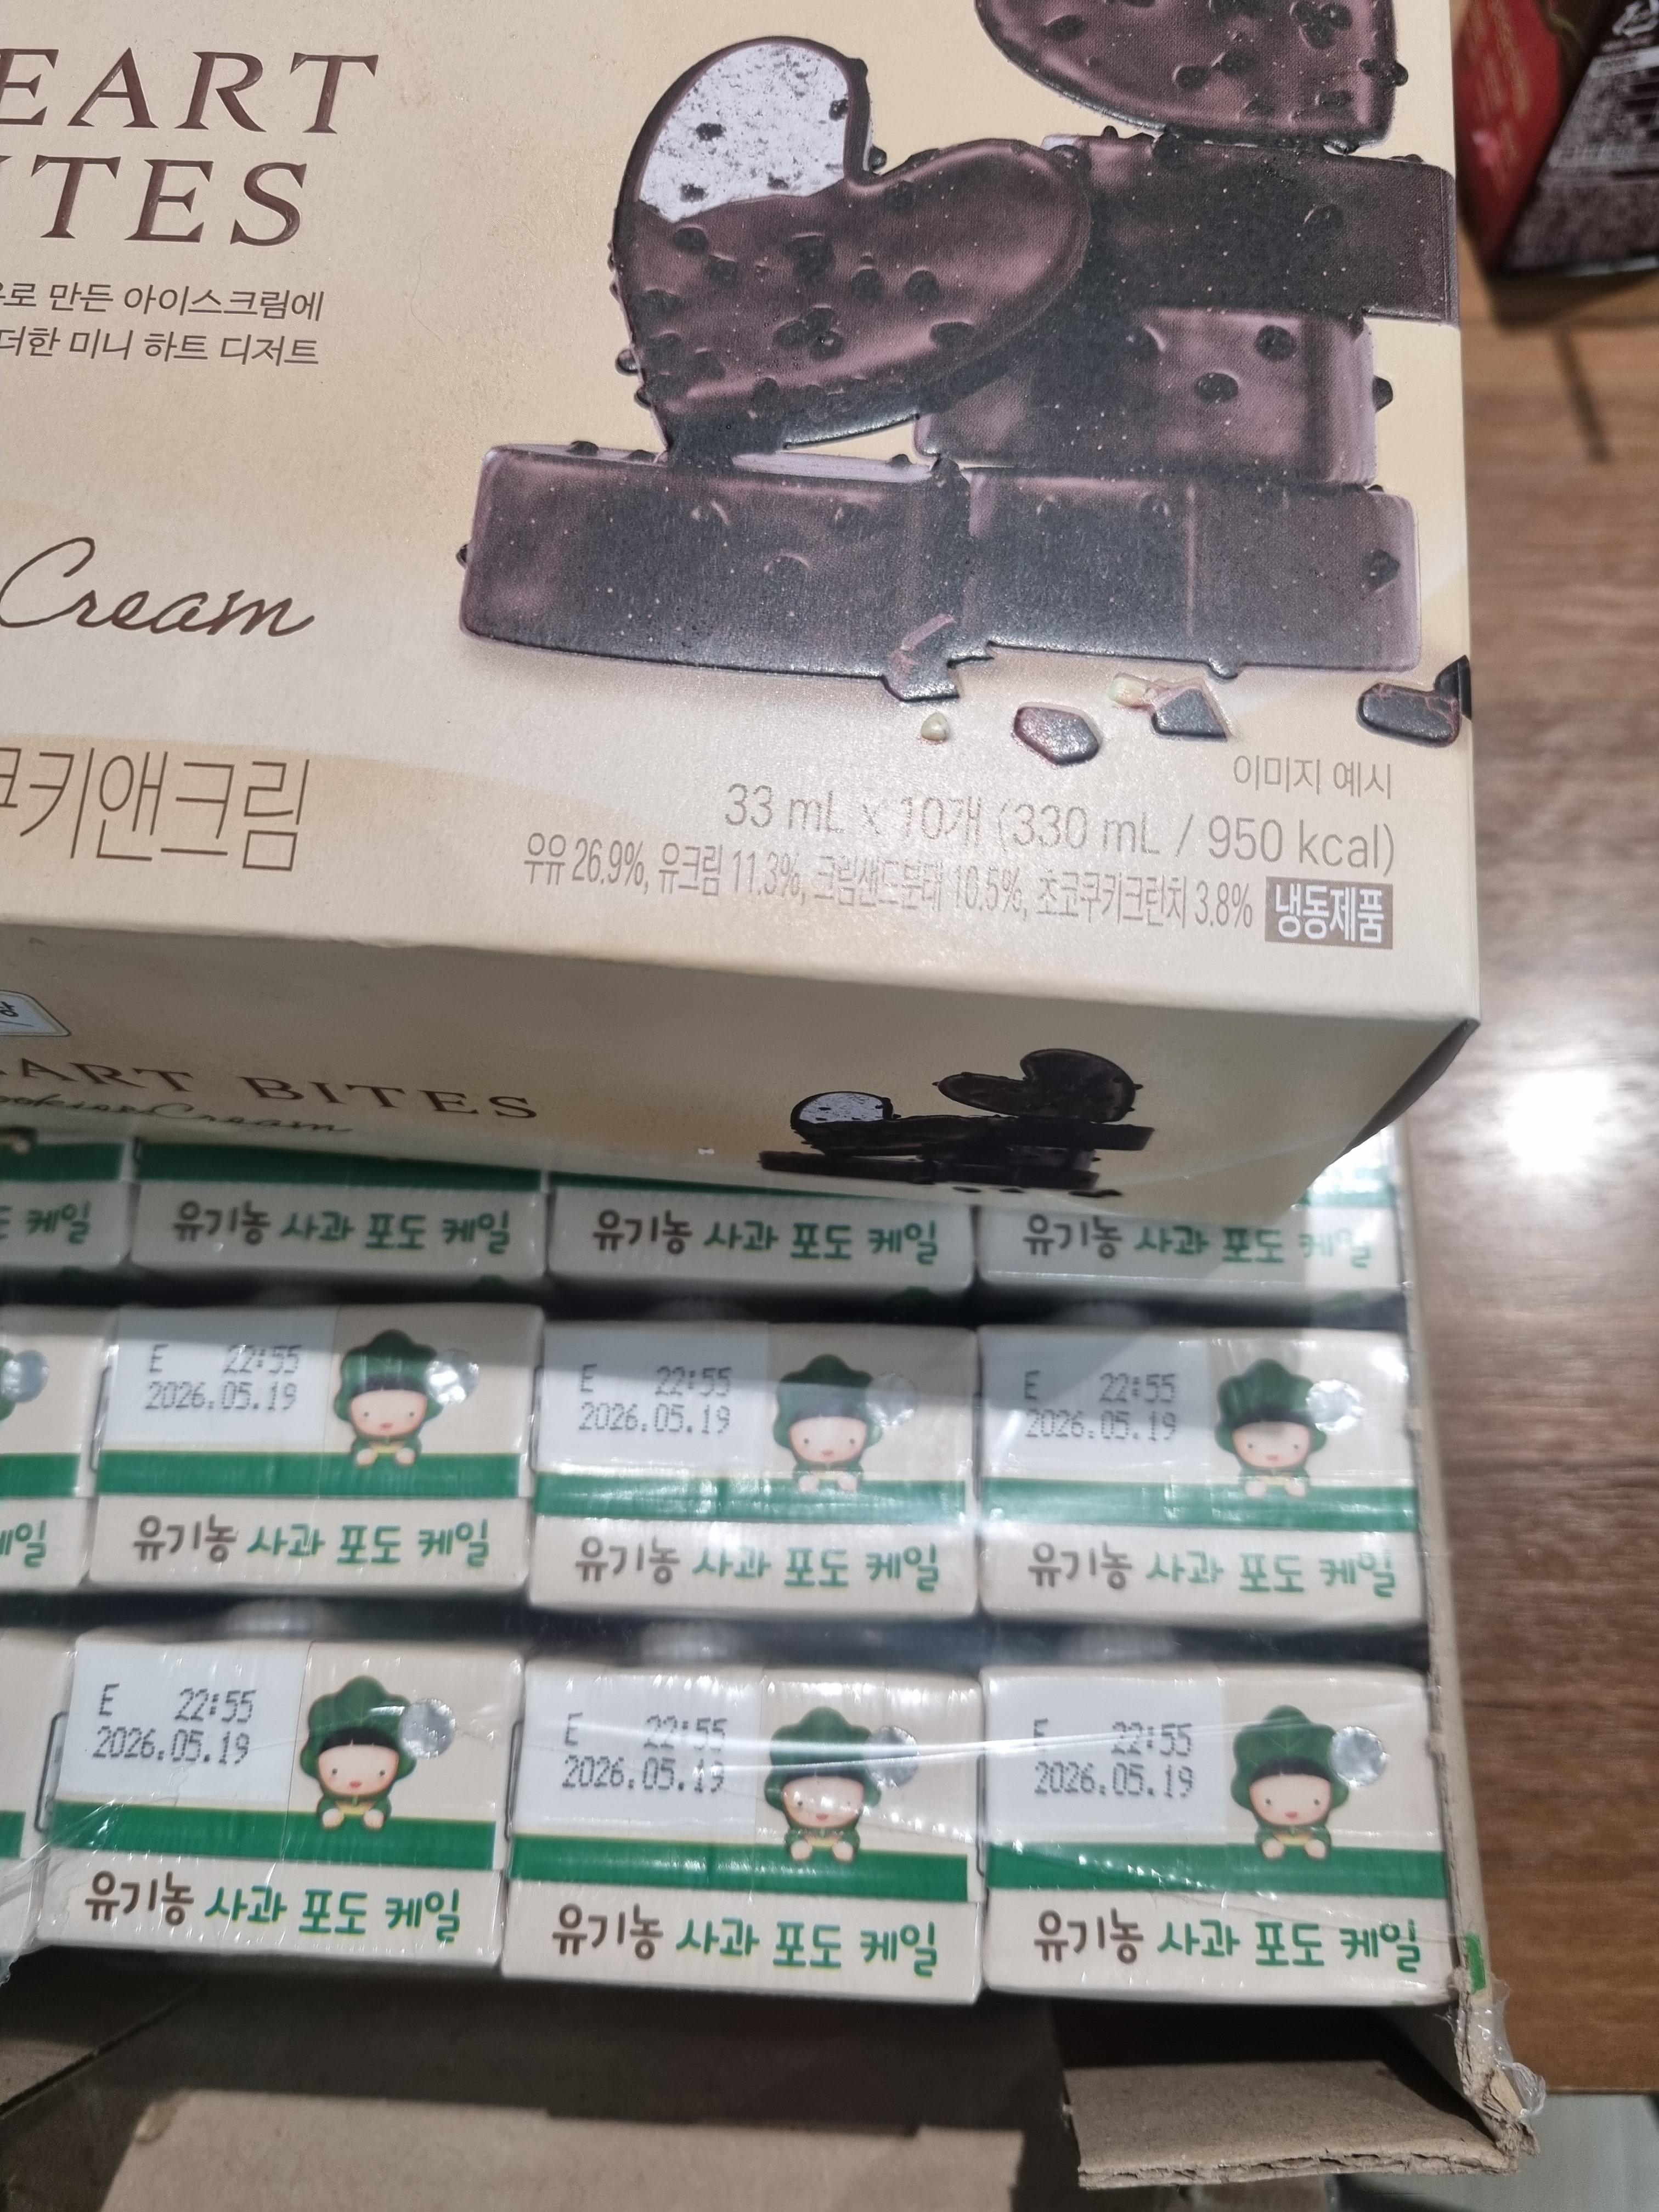 EART
ITES
로 만든 아이스크림에
더한 미니 하트 디저트
Cream
쿠키앤크림
이미지 예시
33 mL x 10개 (330 mL / 950 kcal)
우유 26.9%, 유크림 11.3%, 크림샌드분태 10.5%, 초코쿠키크런치 3.8% 냉동제품
ART BITES
Cream
케일
유기농 사과 포도 케일
유기농 사과 포도 케일
유기농 사과 포도 케일
E 22:55
2026.05.19
E 22:55
2026.05.19
E 22:55
2026.05.19
유기농 사과 포도 케일
유기농 사과 포도 케일
유기농 사과 포도 케일
E 22:55
2026.05.19
E 22:55
2026.05.19
E 22:55
2026.05.19
유기농 사과 포도 케일
유기농 사과 포도 케일
유기농 사과 포도 케일